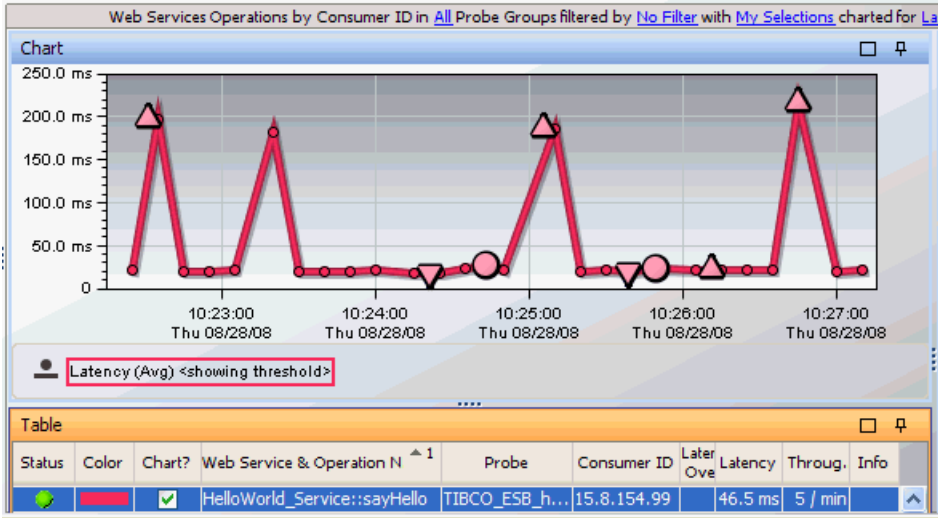 Web Services Operations by Consumer ID in All Probe Groups filtered by No Filter with My Selections charted for La
Chart
250.0 ms
200.0 ms
150.0 ms
100.0 ms
50.0 ms
0
10:23:00 10:24:00 10:25:00 10:26:00 10:27:00
Thu 08/28/08 Thu 08/28/08 Thu 08/28/08 Thu 08/28/08 Thu 08/28/08
Latency (Avg) <showing threshold>
Table
Status Color Chart? Web Service & Operation N 1 Probe Consumer ID Later Ove Latency Throug. Info
HelloWorld_Service::sayHello TIBCO_ESB_h... 15.8.154.99 46.5 ms 5 / min